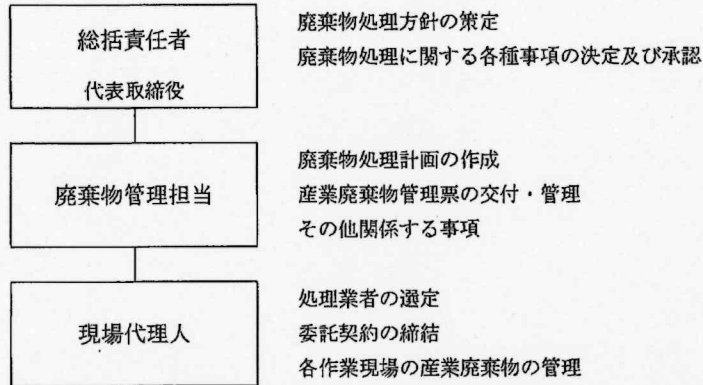 総括責任者
代表取締役
廃棄物処理方針の策定
廃棄物処理に関する各種事項の決定及び承認
廃棄物管理担当
廃棄物処理計画の作成
産業廃棄物管理票の交付・管理
その他関係する事項
現場代理人
処理業者の選定
委託契約の締結
各作業現場の産業廃棄物の管理